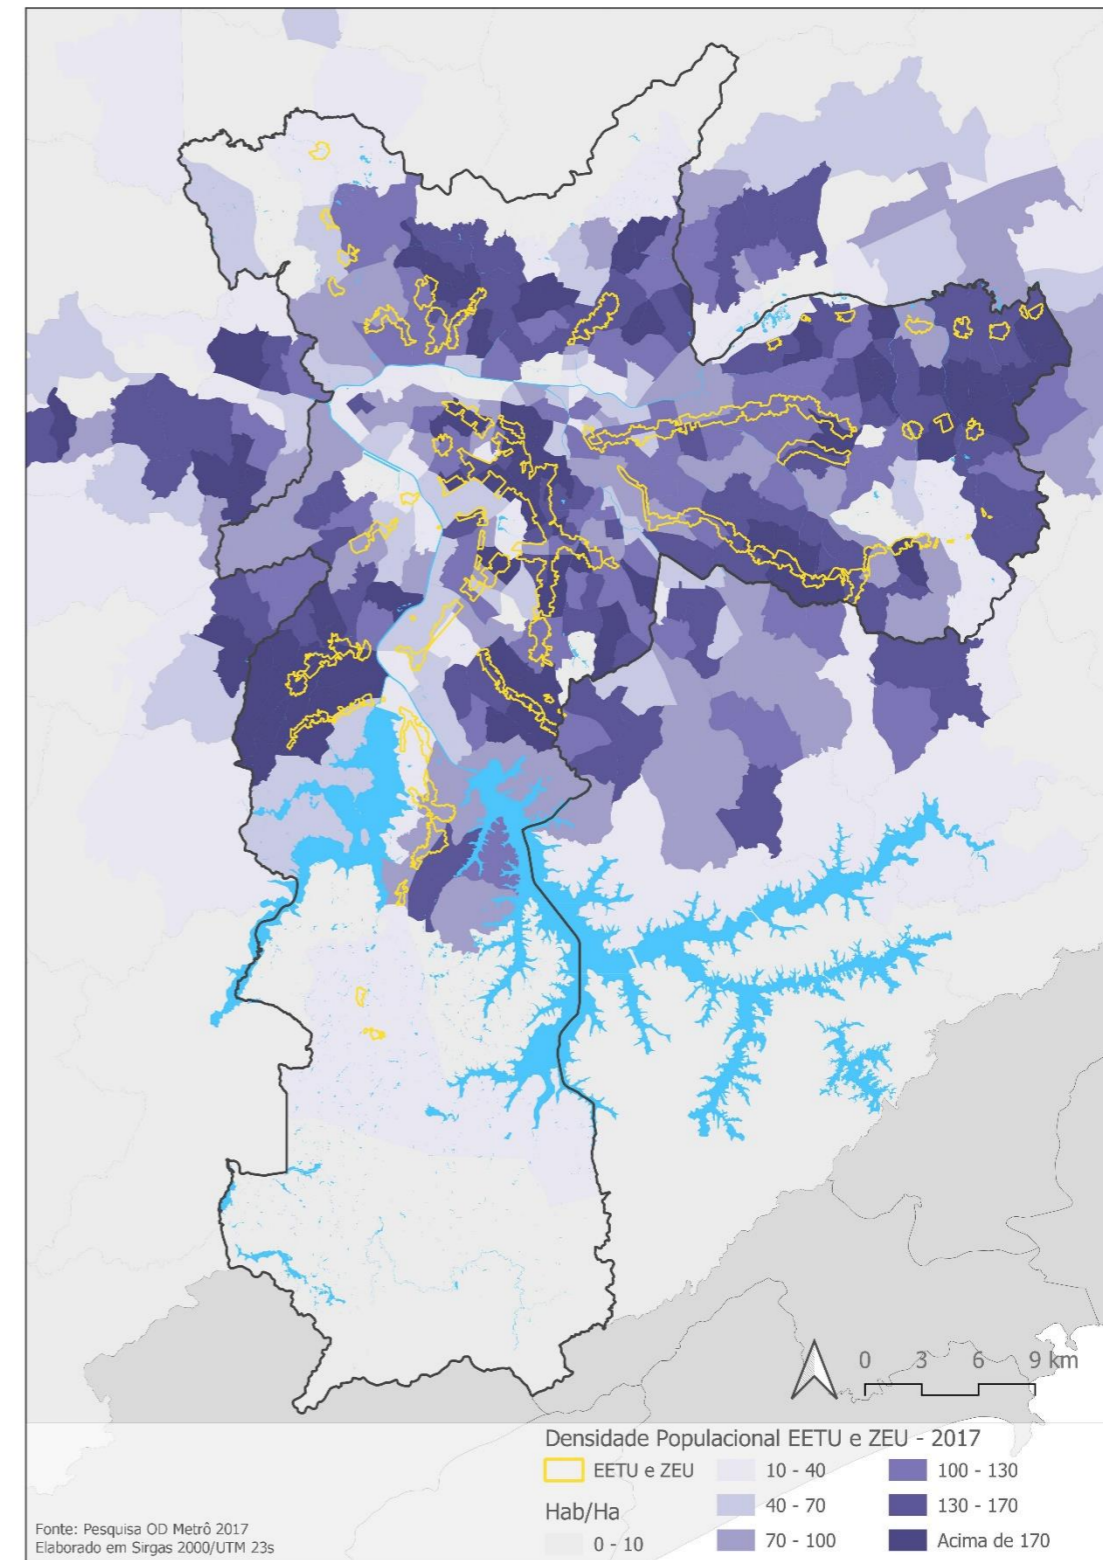 0 3 6 9 km
Densidade Populacional EETU e ZEU - 2017
EETU e ZEU
Hab/Ha
0 - 10
10 - 40
40 - 70
70 - 100
100 - 130
130 - 170
Acima de 170
Fonte: Pesquisa OD Metrô 2017
Elaborado em Sirgas 2000/UTM 23s